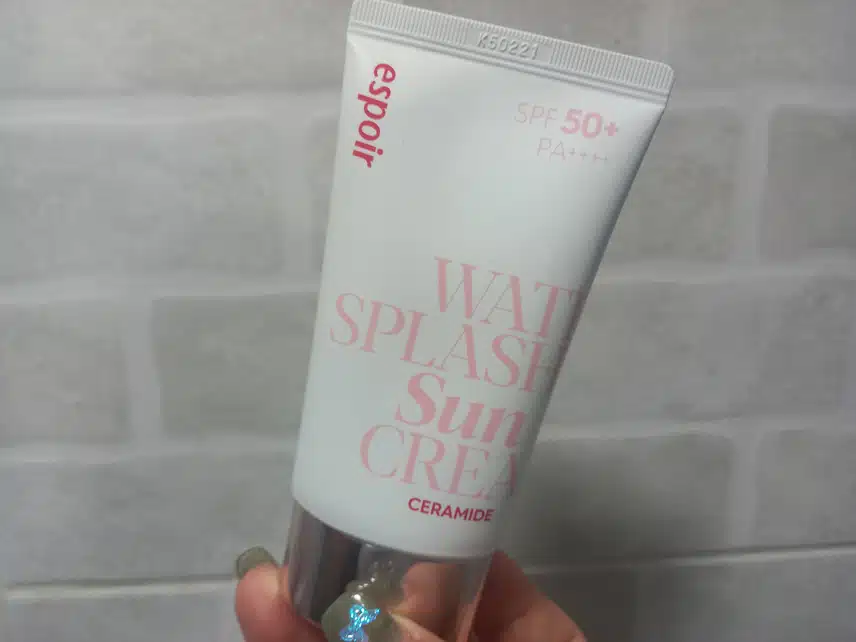 K50221
espoir
SPF 50+
PA++++
WAT
SPLASH
Sun
CREA
CERAMIDE